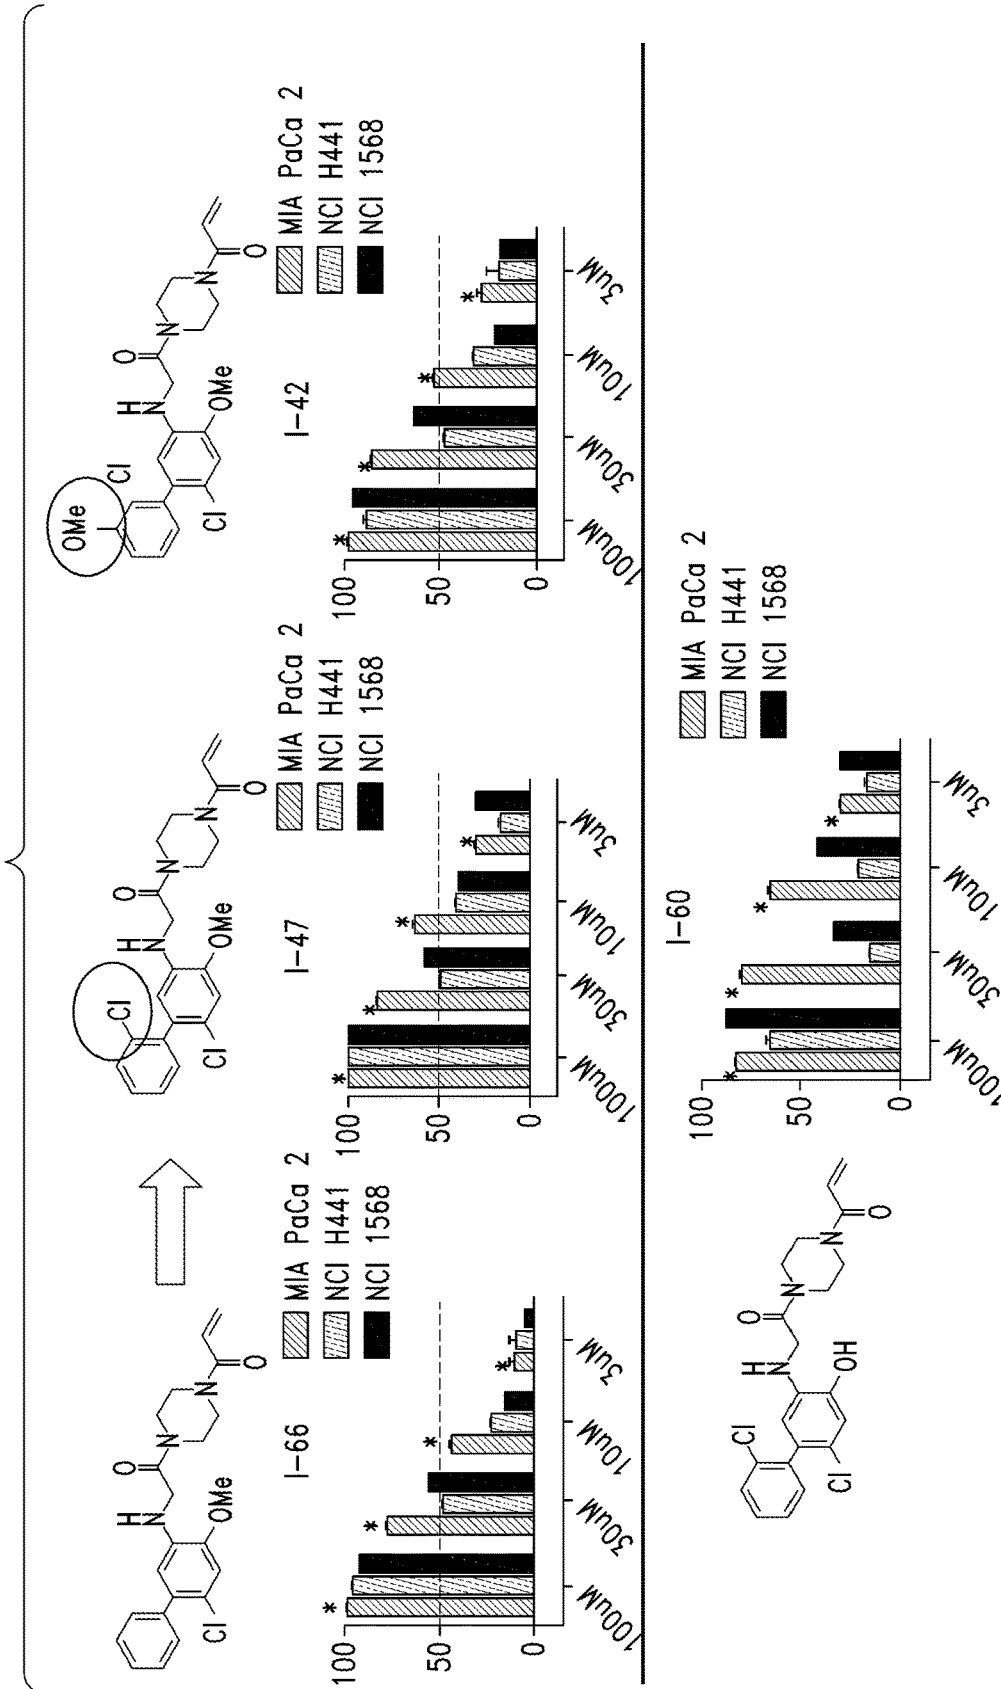 Cl
OMe
H
N
O
N
N
O
I-66
MIA PaCa 2
NCI H441
NCI 1568
100
50
0
* * * *
100uM 30uM 10uM 3uM
Cl
Cl
OMe
H
N
O
N
N
O
I-47
MIA PaCa 2
NCI H441
NCI 1568
100
50
0
* * * *
100uM 30uM 10uM 3uM
OMe
Cl
Cl
OMe
H
N
O
N
N
O
I-42
MIA PaCa 2
NCI H441
NCI 1568
100
50
0
* * * *
100uM 30uM 10uM 3uM
Cl
Cl
OH
H
N
O
N
N
O
I-60
MIA PaCa 2
NCI H441
NCI 1568
100
50
0
* * * *
100uM 30uM 10uM 3uM